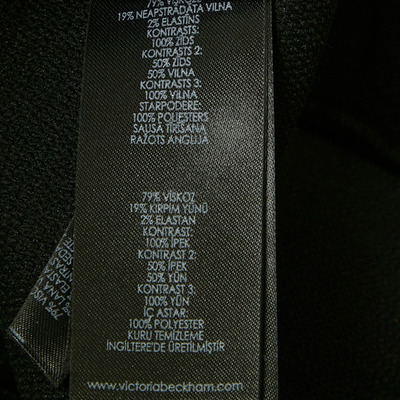 79% VISKOZE
19% NEAPSTRĀDĀTA VILNA
2% ELASTĪNS
KONTRASTS:
100% ZĪDS
KONTRASTS 2:
50% ZĪDS
50% VILNA
KONTRASTS 3:
100% VILNA
STARPODERE:
100% POLIESTERS
SAUSĀ TĪRĪŠANA
RAŽOTS ANGLIJĀ
79% VİSKOZ
19% KIRPIM YÜNÜ
2% ELASTAN
KONTRAST:
100% İPEK
KONTRAST 2:
50% İPEK
50% YÜN
KONTRAST 3:
100% YÜN
İÇ ASTAR:
100% POLYESTER
KURU TEMİZLEME
İNGİLTERE'DE ÜRETİLMİŞTİR
www.victoriabeckham.com